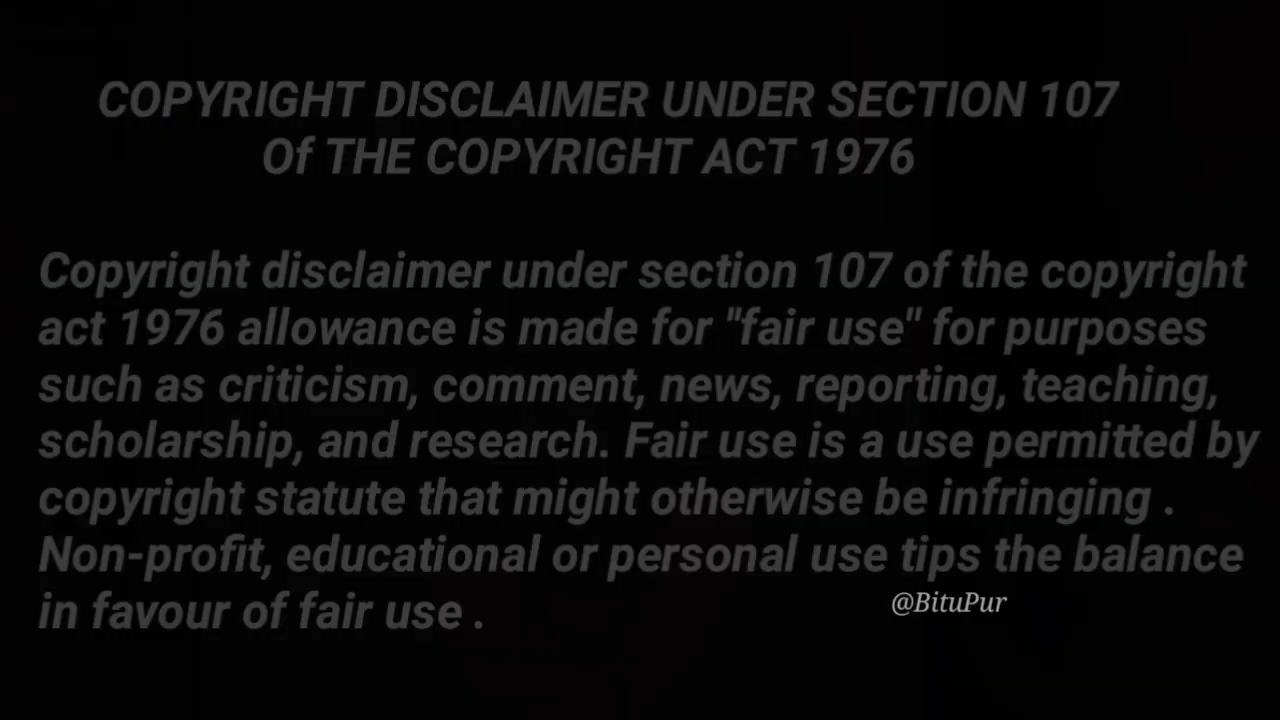 COPYRIGHT DISCLAIMER UNDER SECTION 107
Of THE COPYRIGHT ACT 1976
Copyright disclaimer under section 107 of the copyright
act 1976 allowance is made for "fair use" for purposes
such as criticism, comment, news, reporting, teaching,
scholarship, and research. Fair use is a use permitted by
copyright statute that might otherwise be infringing .
Non-profit, educational or personal use tips the balance
in favour of fair use .
@BituPur